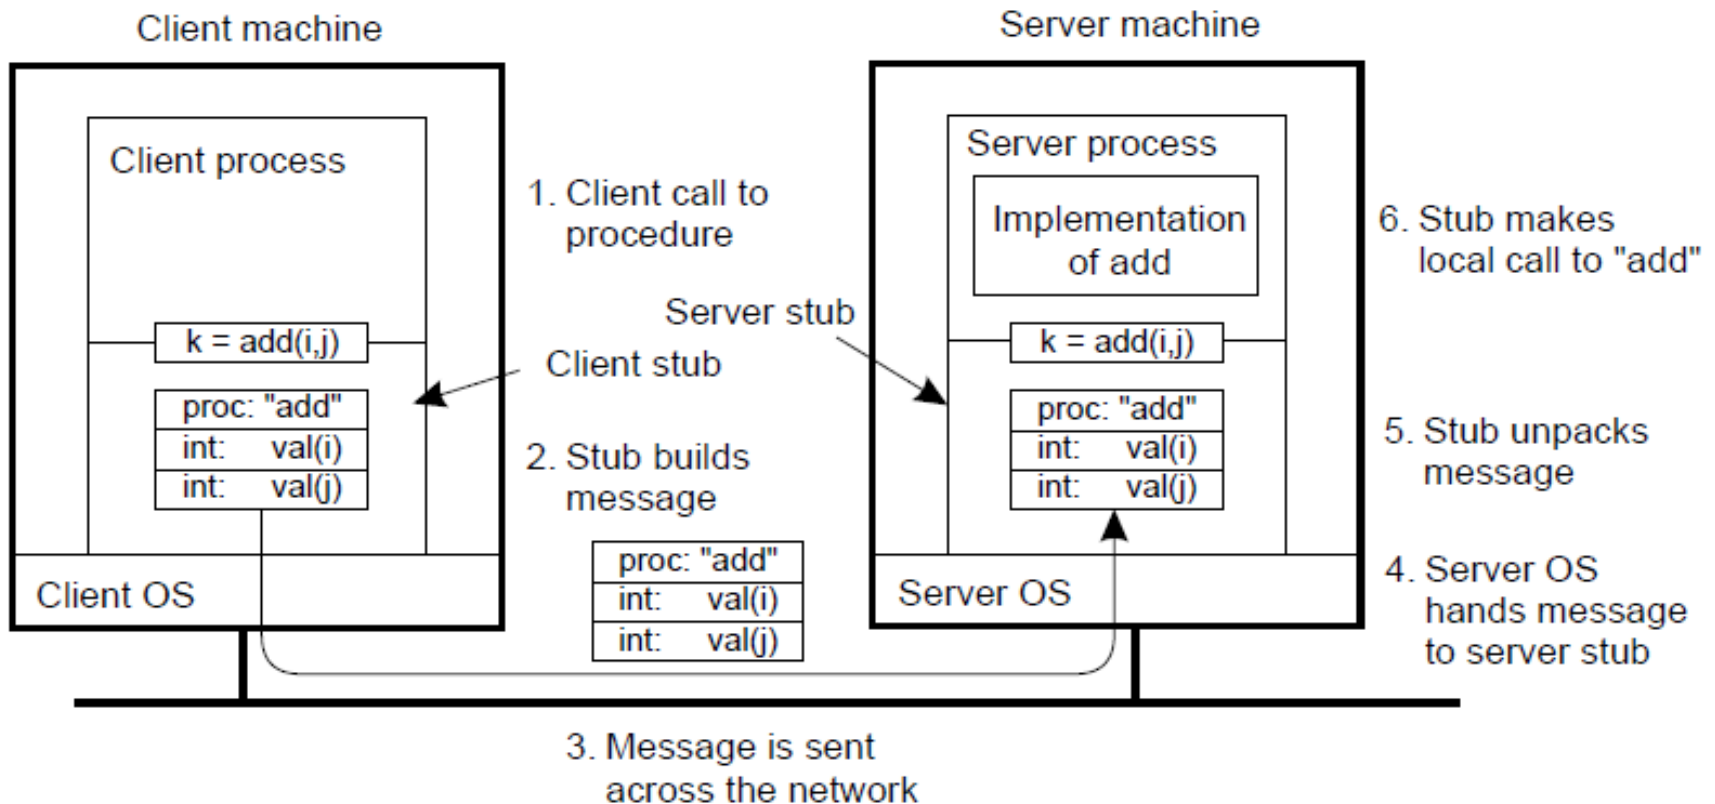 Client machine
Server machine
Client process
1. Client call to
procedure
Server process
Implementation
of add
6. Stub makes
local call to "add"
Server stub
k = add(i,j)
k = add(i,j)
Client stub
proc: "add"
int: val(i)
int: val(j)
2. Stub builds
message
proc: "add"
int: val(i)
int: val(j)
5. Stub unpacks
message
proc: "add"
int: val(i)
int: val(j)
Client OS
Server OS
4. Server OS
hands message
to server stub
3. Message is sent
across the network